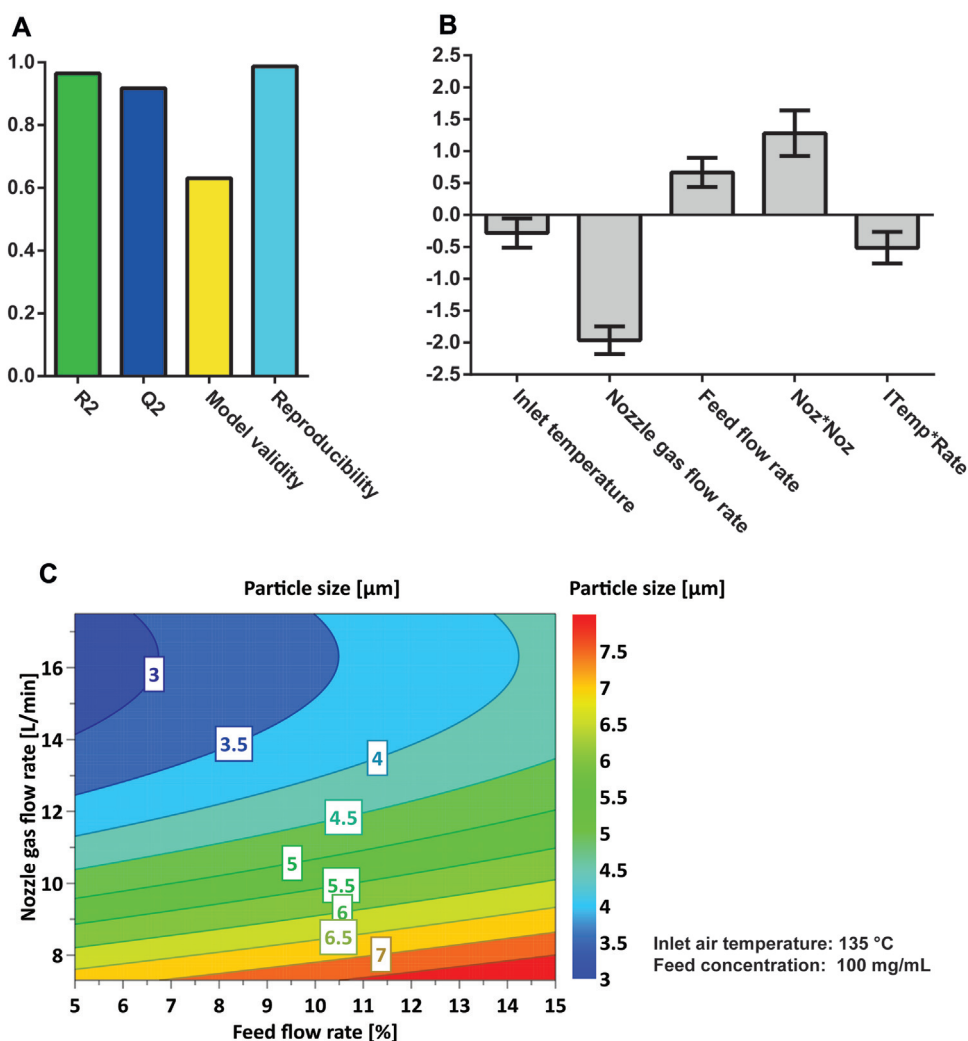 A
1.0
0.8
0.6
0.4
0.2
0.0
R2
Q2
Model validity
Reproducibility
B
2.5
2.0
1.5
1.0
0.5
0.0
-0.5
-1.0
-1.5
-2.0
-2.5
Inlet temperature
Nozzle gas flow rate
Feed flow rate
Noz*Noz
ITemp*Rate
C
Particle size [µm]
Nozzle gas flow rate [L/min]
16
14
12
10
8
3
3.5
4
4.5
5
5.5
6
6.5
7
5 6 7 8 9 10 11 12 13 14 15
Feed flow rate [%]
Particle size [µm]
7.5
7
6.5
6
5.5
5
4.5
4
3.5
3
Inlet air temperature: 135 °C
Feed concentration: 100 mg/mL